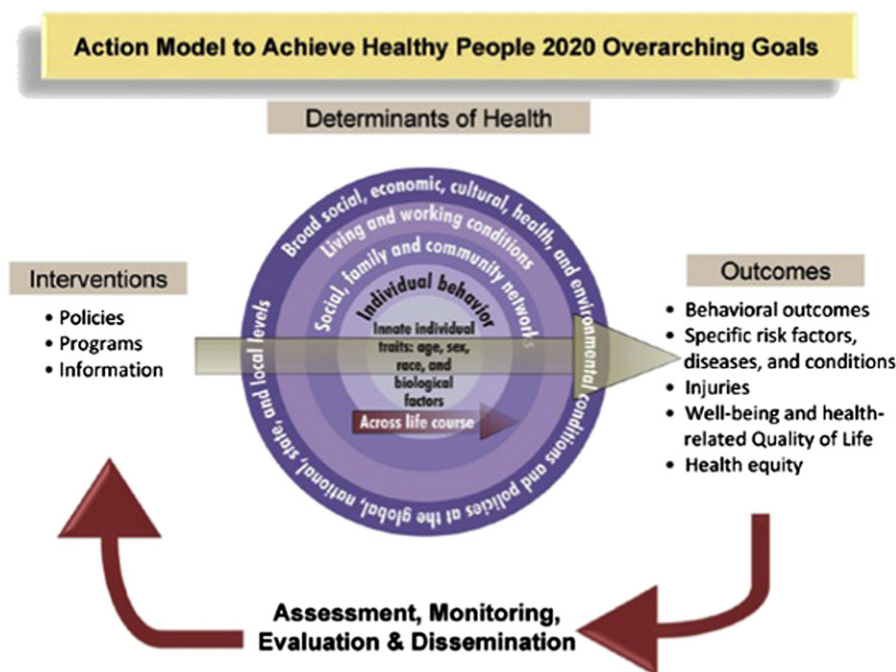 Action Model to Achieve Healthy People 2020 Overarching Goals
Determinants of Health
Interventions
• Policies
• Programs
• Information
Broad social, economic, cultural, health, and environmental conditions and policies at the global, national, state, and local levels
Living and working conditions
Social, family and community networks
Individual behavior
Innate individual
traits: age, sex,
race, and
biological
factors
Across life course
Outcomes
• Behavioral outcomes
• Specific risk factors,
diseases, and conditions
• Injuries
• Well-being and health-
related Quality of Life
• Health equity
Assessment, Monitoring,
Evaluation & Dissemination